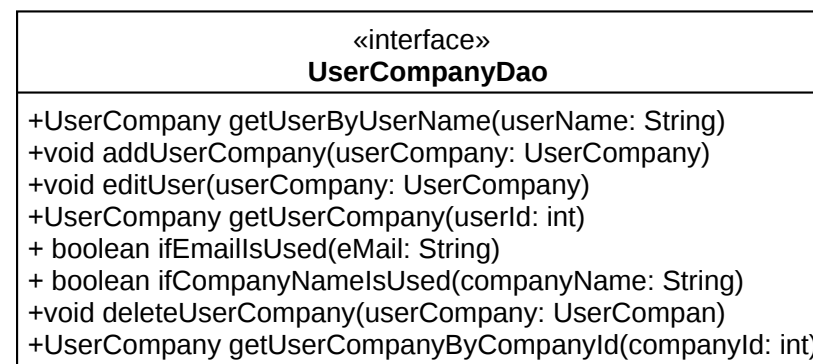 «interface»
UserCompanyDao
+UserCompany getUserByUserName(userName: String)
+void addUserCompany(userCompany: UserCompany)
+void editUser(userCompany: UserCompany)
+UserCompany getUserCompany(userId: int)
+ boolean ifEmailIsUsed(eMail: String)
+ boolean ifCompanyNameIsUsed(companyName: String)
+void deleteUserCompany(userCompany: UserCompan)
+UserCompany getUserCompanyByCompanyId(companyId: int)